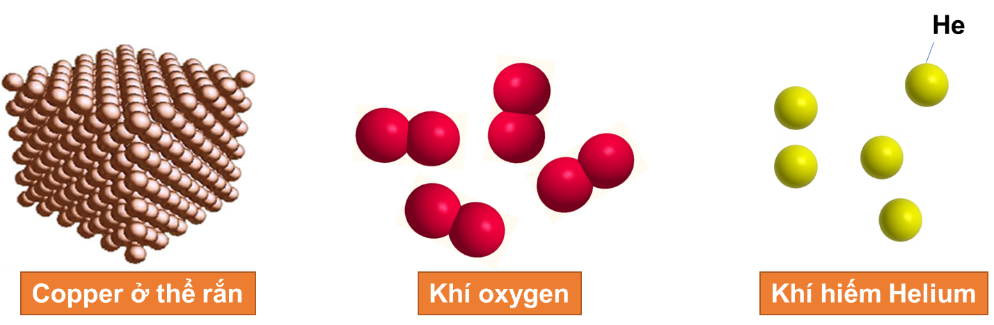 He
Copper ở thể rắn
Khí oxygen
Khí hiếm Helium